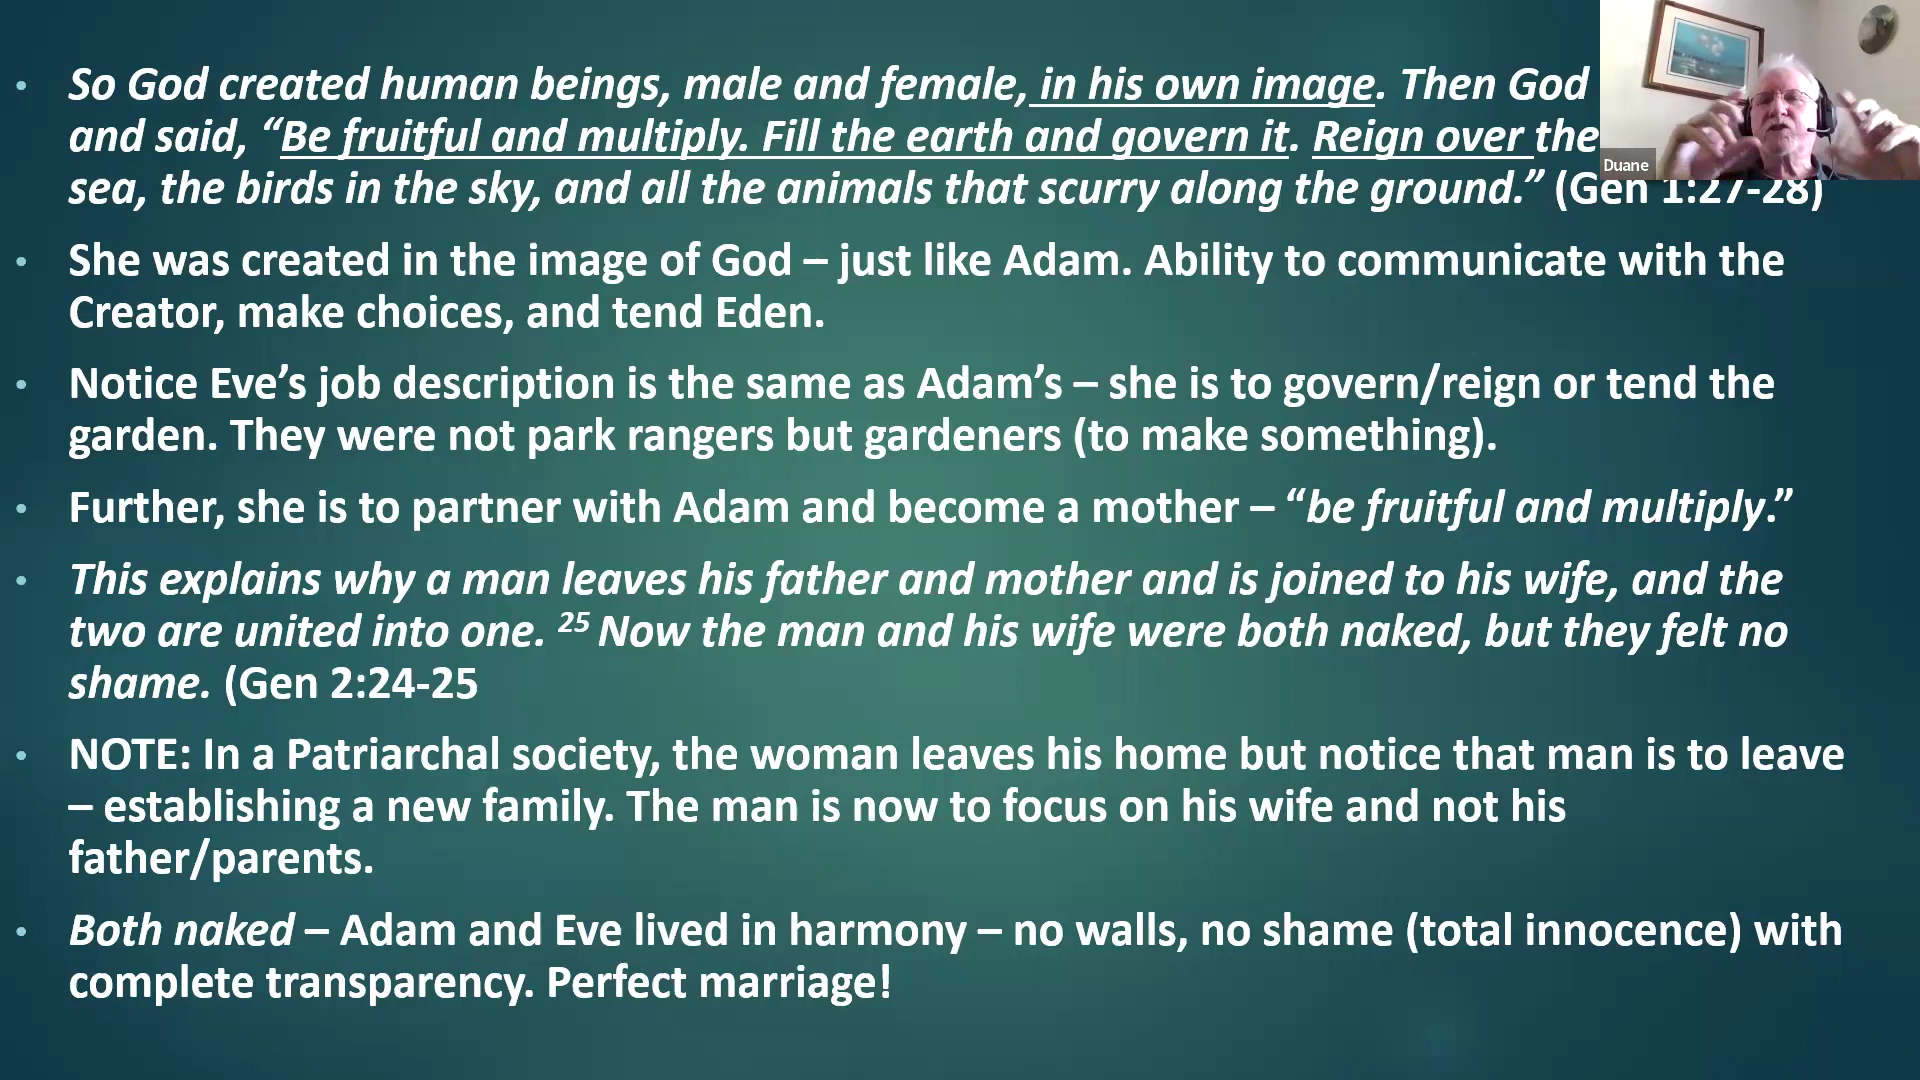 • So God created human beings, male and female, in his own image. Then God
and said, “Be fruitful and multiply. Fill the earth and govern it. Reign over the
sea, the birds in the sky, and all the animals that scurry along the ground.” (Gen 1:27-28)
Duane
• She was created in the image of God – just like Adam. Ability to communicate with the
Creator, make choices, and tend Eden.
• Notice Eve’s job description is the same as Adam’s – she is to govern/reign or tend the
garden. They were not park rangers but gardeners (to make something).
• Further, she is to partner with Adam and become a mother – “be fruitful and multiply.”
• This explains why a man leaves his father and mother and is joined to his wife, and the
two are united into one. 25 Now the man and his wife were both naked, but they felt no
shame. (Gen 2:24-25
• NOTE: In a Patriarchal society, the woman leaves his home but notice that man is to leave
– establishing a new family. The man is now to focus on his wife and not his
father/parents.
• Both naked – Adam and Eve lived in harmony – no walls, no shame (total innocence) with
complete transparency. Perfect marriage!